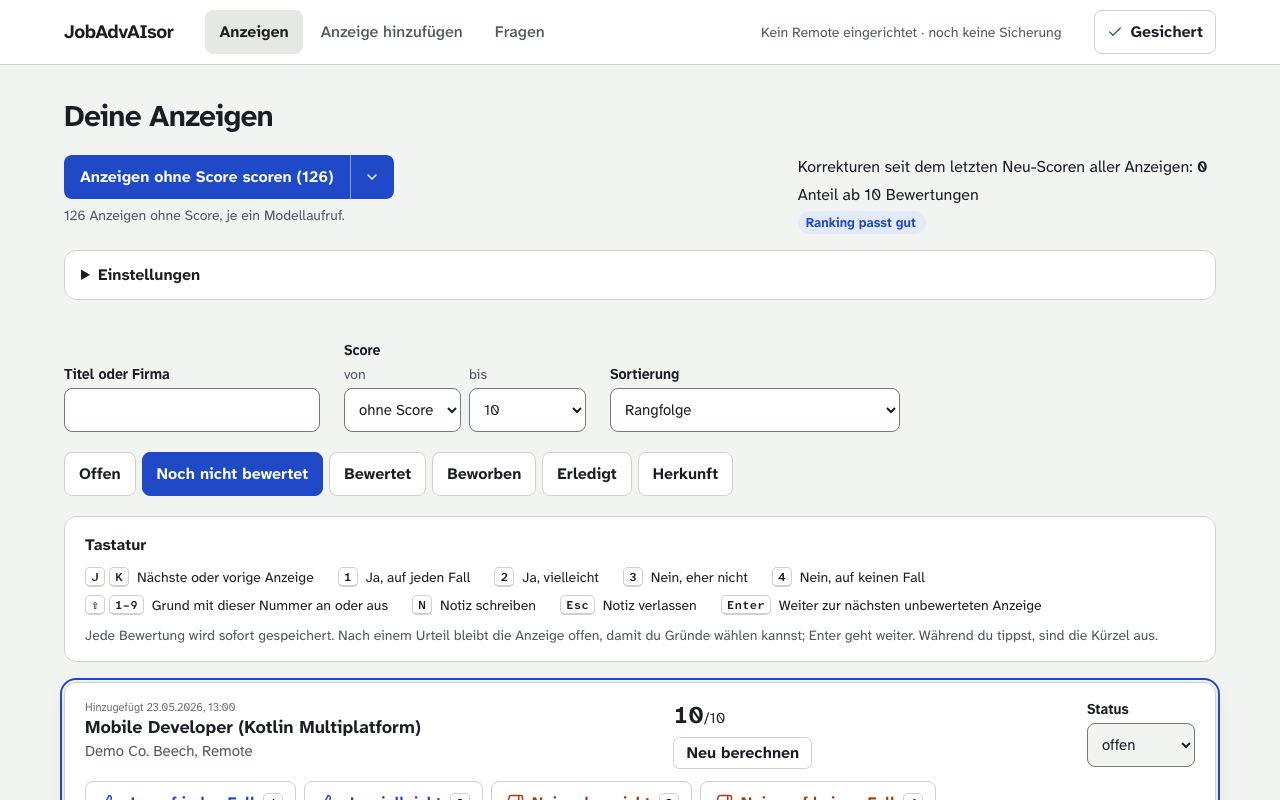 JobAdvAIsor
Anzeigen
Anzeige hinzufügen
Fragen
Kein Remote eingerichtet · noch keine Sicherung
Gesichert
Deine Anzeigen
Anzeigen ohne Score scoren (126)
126 Anzeigen ohne Score, je ein Modellaufruf.
Korrekturen seit dem letzten Neu-Scoren aller Anzeigen: 0
Anteil ab 10 Bewertungen
Ranking passt gut
Einstellungen
Titel oder Firma
Score
von
bis
ohne Score
10
Sortierung
Rangfolge
Offen
Noch nicht bewertet
Bewertet
Beworben
Erledigt
Herkunft
Tastatur
J K Nächste oder vorige Anzeige
1 Ja, auf jeden Fall
2 Ja, vielleicht
3 Nein, eher nicht
4 Nein, auf keinen Fall
⇧ 1–9 Grund mit dieser Nummer an oder aus
N Notiz schreiben
Esc Notiz verlassen
Enter Weiter zur nächsten unbewerteten Anzeige
Jede Bewertung wird sofort gespeichert. Nach einem Urteil bleibt die Anzeige offen, damit du Gründe wählen kannst; Enter geht weiter. Während du tippst, sind die Kürzel aus.
Hinzugefügt 23.05.2026, 13:00
Mobile Developer (Kotlin Multiplatform)
Demo Co. Beech, Remote
10/10
Neu berechnen
Status
offen